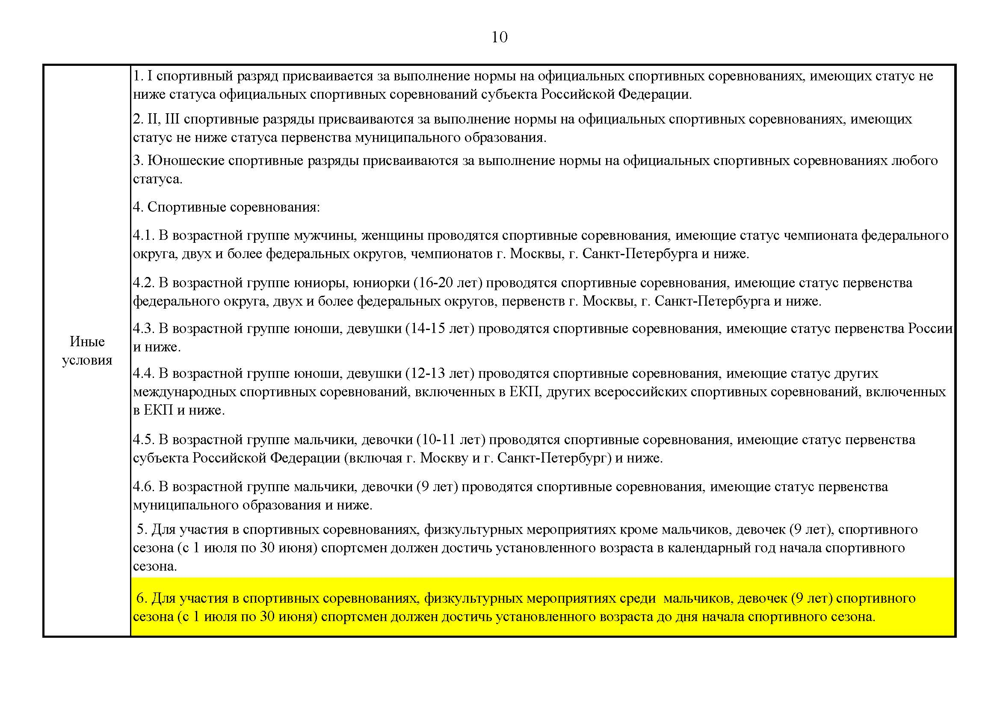 10
1. I спортивный разряд присваивается за выполнение нормы на официальных спортивных соревнованиях, имеющих статус не
ниже статуса официальных спортивных соревнований субъекта Российской Федерации.
2. II, III спортивные разряды присваиваются за выполнение нормы на официальных спортивных соревнованиях, имеющих
статус не ниже статуса первенства муниципального образования.
3. Юношеские спортивные разряды присваиваются за выполнение нормы на официальных спортивных соревнованиях любого
статуса.
4. Спортивные соревнования:
4.1. В возрастной группе мужчины, женщины проводятся спортивные соревнования, имеющие статус чемпионата федерального
округа, двух и более федеральных округов, чемпионатов г. Москвы, г. Санкт-Петербурга и ниже.
4.2. В возрастной группе юниоры, юниорки (16-20 лет) проводятся спортивные соревнования, имеющие статус первенства
федерального округа, двух и более федеральных округов, первенств г. Москвы, г. Санкт-Петербурга и ниже.
4.3. В возрастной группе юноши, девушки (14-15 лет) проводятся спортивные соревнования, имеющие статус первенства России
и ниже.
Иные
условия
4.4. В возрастной группе юноши, девушки (12-13 лет) проводятся спортивные соревнования, имеющие статус других
международных спортивных соревнований, включенных в ЕКП, других всероссийских спортивных соревнований, включенных
в ЕКП и ниже.
4.5. В возрастной группе мальчики, девочки (10-11 лет) проводятся спортивные соревнования, имеющие статус первенства
субъекта Российской Федерации (включая г. Москву и г. Санкт-Петербург) и ниже.
4.6. В возрастной группе мальчики, девочки (9 лет) проводятся спортивные соревнования, имеющие статус первенства
муниципального образования и ниже.
5. Для участия в спортивных соревнованиях, физкультурных мероприятиях кроме мальчиков, девочек (9 лет), спортивного
сезона (с 1 июля по 30 июня) спортсмен должен достичь установленного возраста в календарный год начала спортивного
сезона.
6. Для участия в спортивных соревнованиях, физкультурных мероприятиях среди  мальчиков, девочек (9 лет) спортивного
сезона (с 1 июля по 30 июня) спортсмен должен достичь установленного возраста до дня начала спортивного сезона.